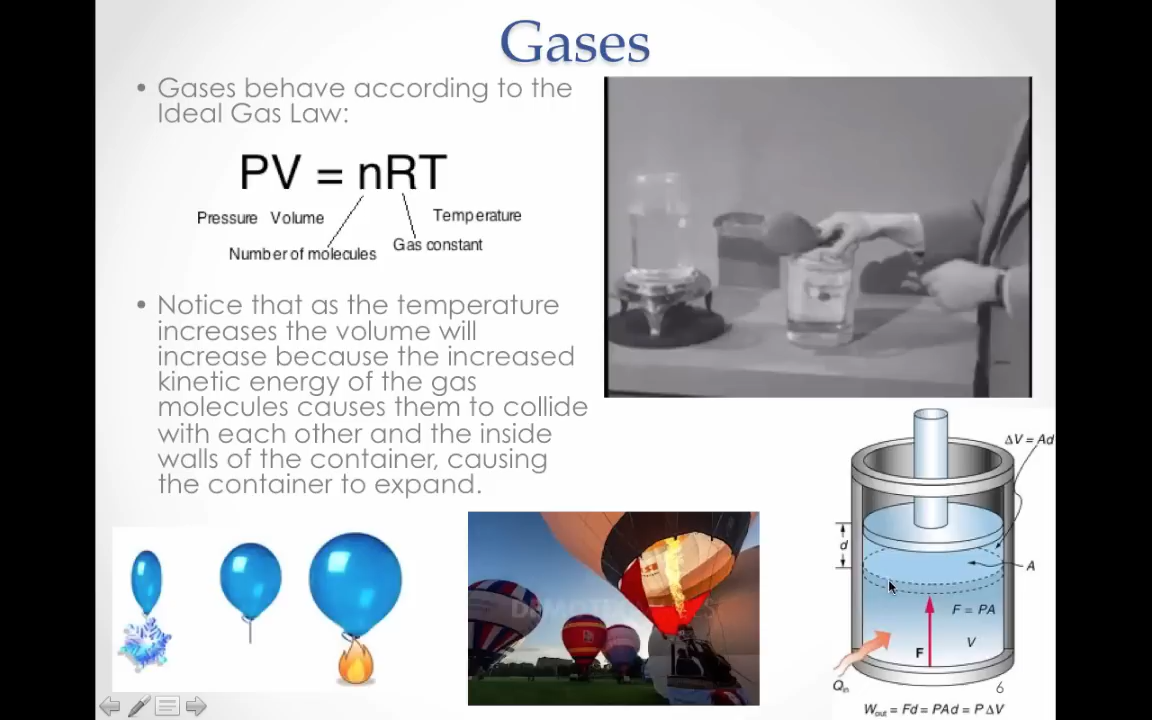 Gases
• Gases behave according to the
Ideal Gas Law:
PV = nRT
Pressure Volume
Temperature
Number of molecules
Gas constant
• Notice that as the temperature
increases the volume will
increase because the increased
kinetic energy of the gas
molecules causes them to collide
with each other and the inside
walls of the container, causing
the container to expand.
ΔV = Ad
d
A
F = PA
V
F
Qin
6
Wout = Fd = PAd = PΔV